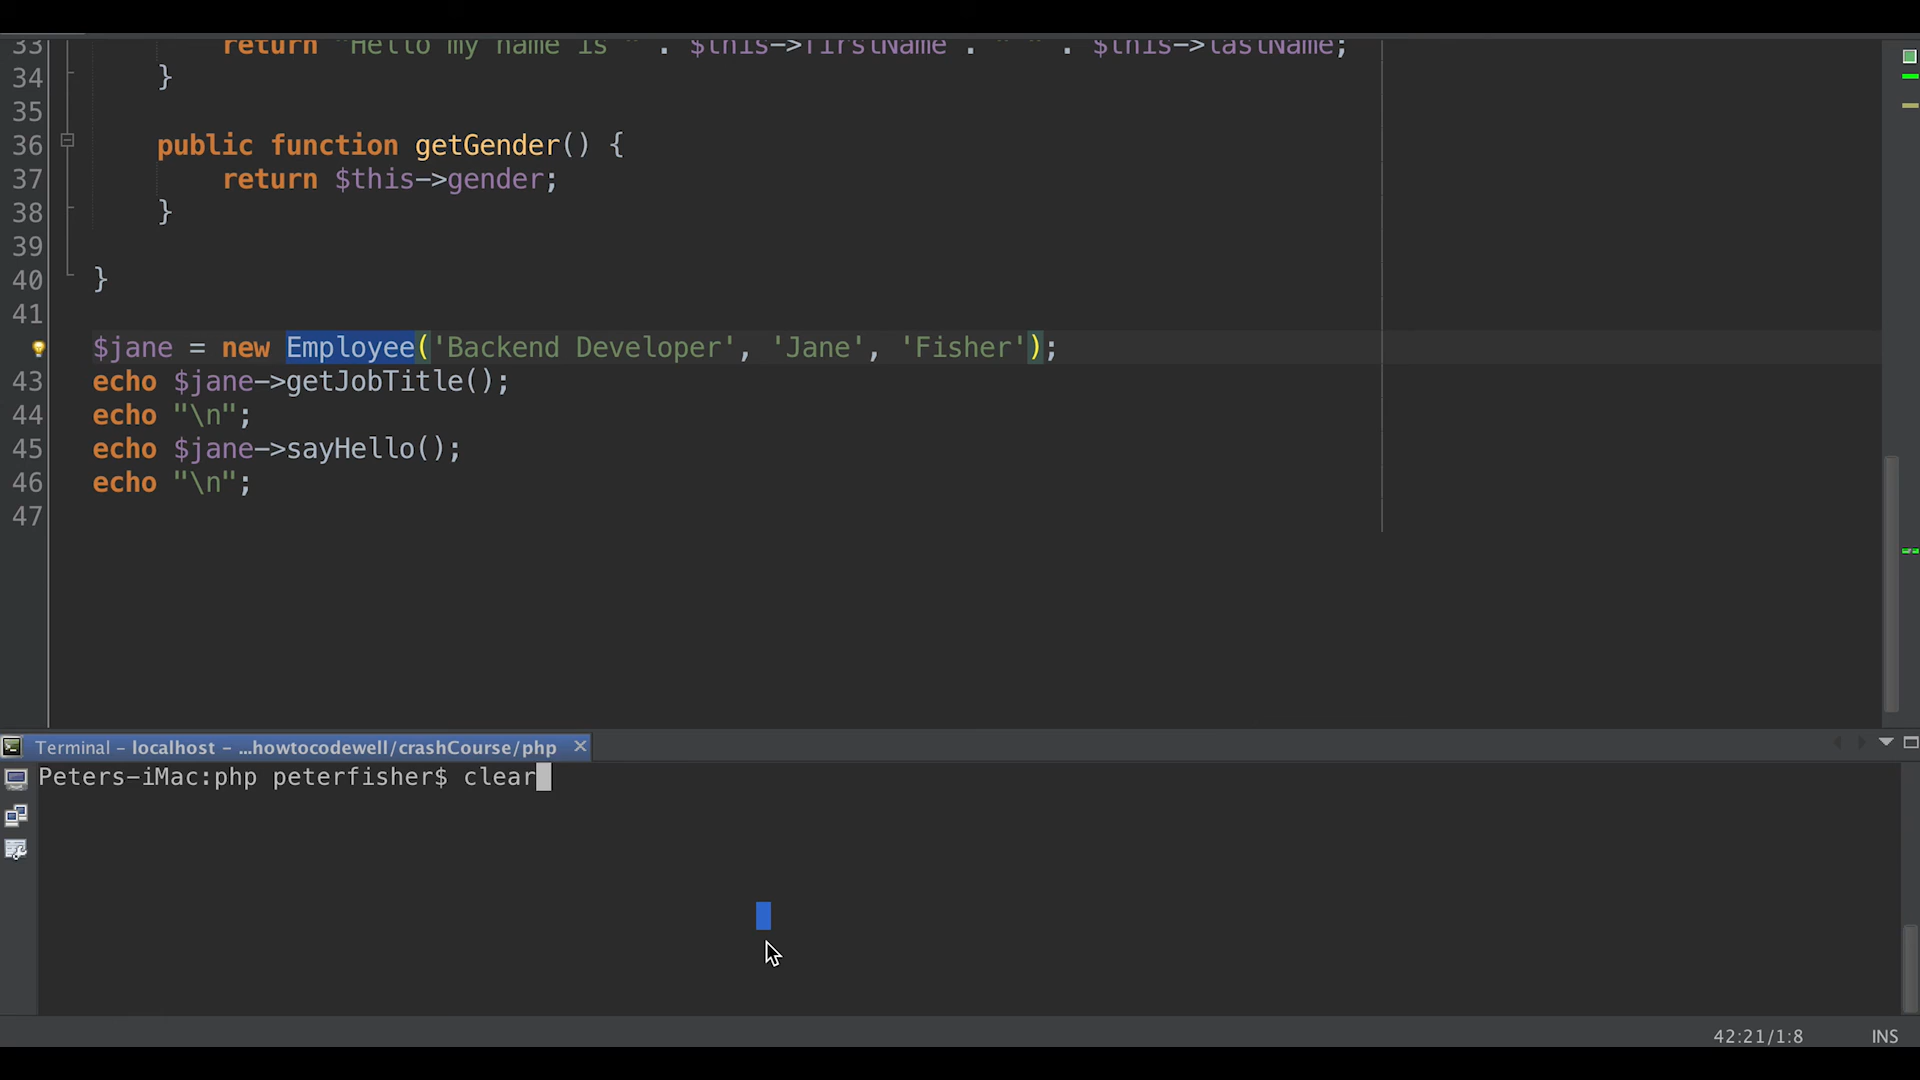 33 return "Hello my name is " . $this->firstName . " " . $this->lastName;
34 }
35
36 public function getGender() {
37 return $this->gender;
38 }
39
40 }
41
$jane = new Employee('Backend Developer', 'Jane', 'Fisher');
43 echo $jane->getJobTitle();
44 echo "\n";
45 echo $jane->sayHello();
46 echo "\n";
47
Terminal - localhost - ...howtocodewell/crashCourse/php
Peters-iMac:php peterfisher$ clear
42:21/1:8 INS